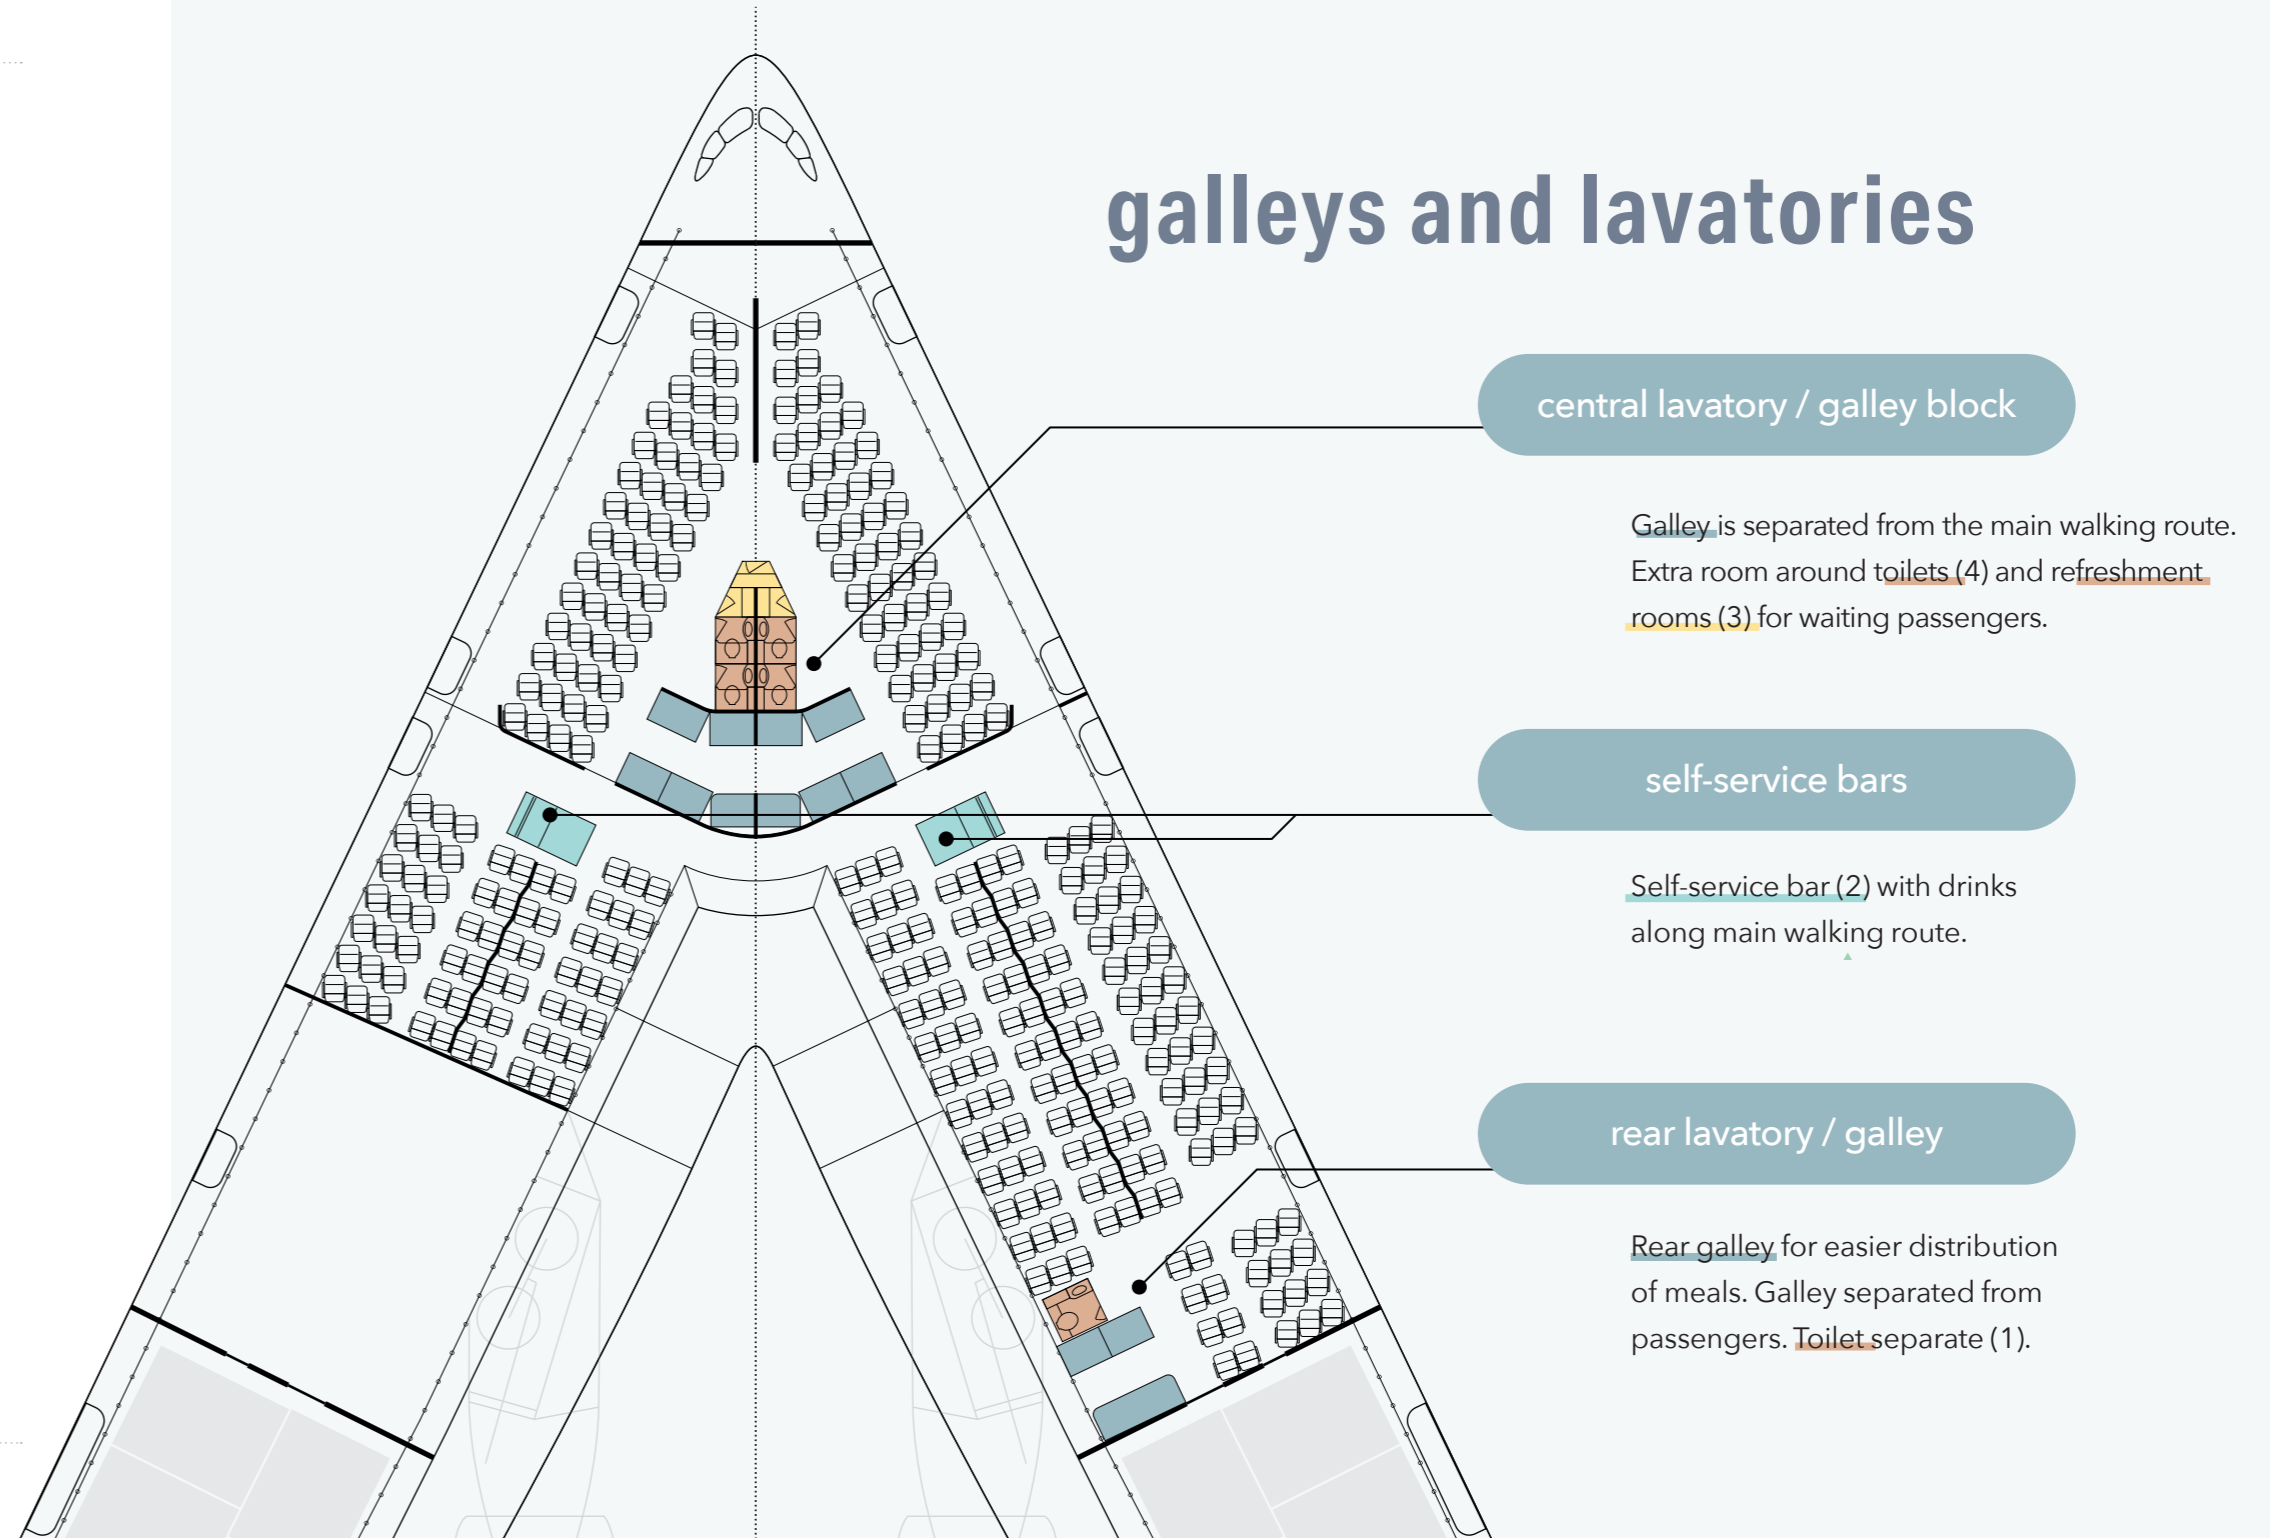 galleys and lavatories
central lavatory / galley block
Galley is separated from the main walking route.
Extra room around toilets (4) and refreshment
rooms (3) for waiting passengers.
self-service bars
Self-service bar (2) with drinks
along main walking route.
rear lavatory / galley
Rear galley for easier distribution
of meals. Galley separated from
passengers. Toilet separate (1).